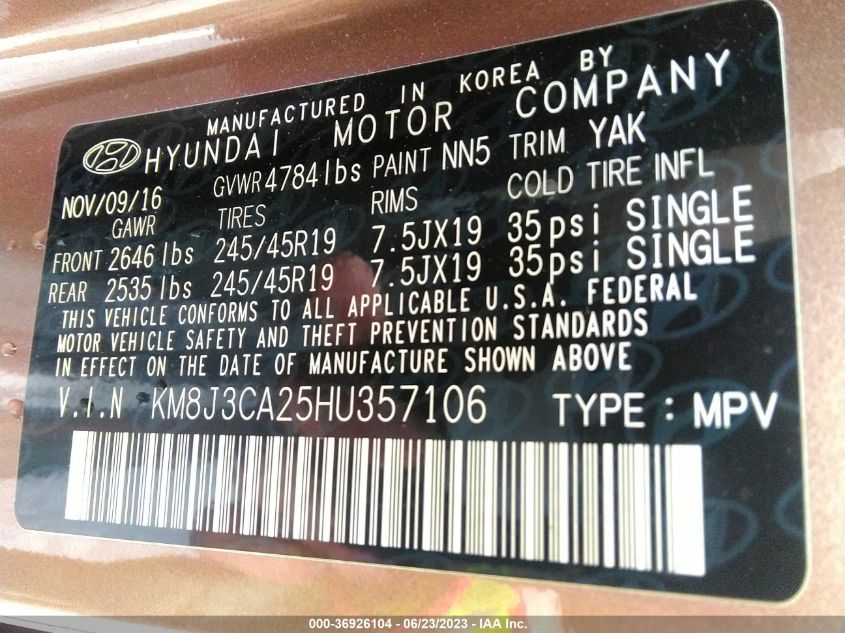 MANUFACTURED IN KOREA BY
HYUNDAI MOTOR COMPANY
NOV/09/16 GVWR 4784 lbs PAINT NN5 TRIM YAK
GAWR TIRES RIMS COLD TIRE INFL
FRONT 2646 lbs 245/45R19 7.5JX19 35psi SINGLE
REAR 2535 lbs 245/45R19 7.5JX19 35psi SINGLE
THIS VEHICLE CONFORMS TO ALL APPLICABLE U.S.A. FEDERAL
MOTOR VEHICLE SAFETY AND THEFT PREVENTION STANDARDS
IN EFFECT ON THE DATE OF MANUFACTURE SHOWN ABOVE
V.I.N KM8J3CA25HU357106 TYPE : MPV
000-36926104 - 06/23/2023 - IAA Inc.